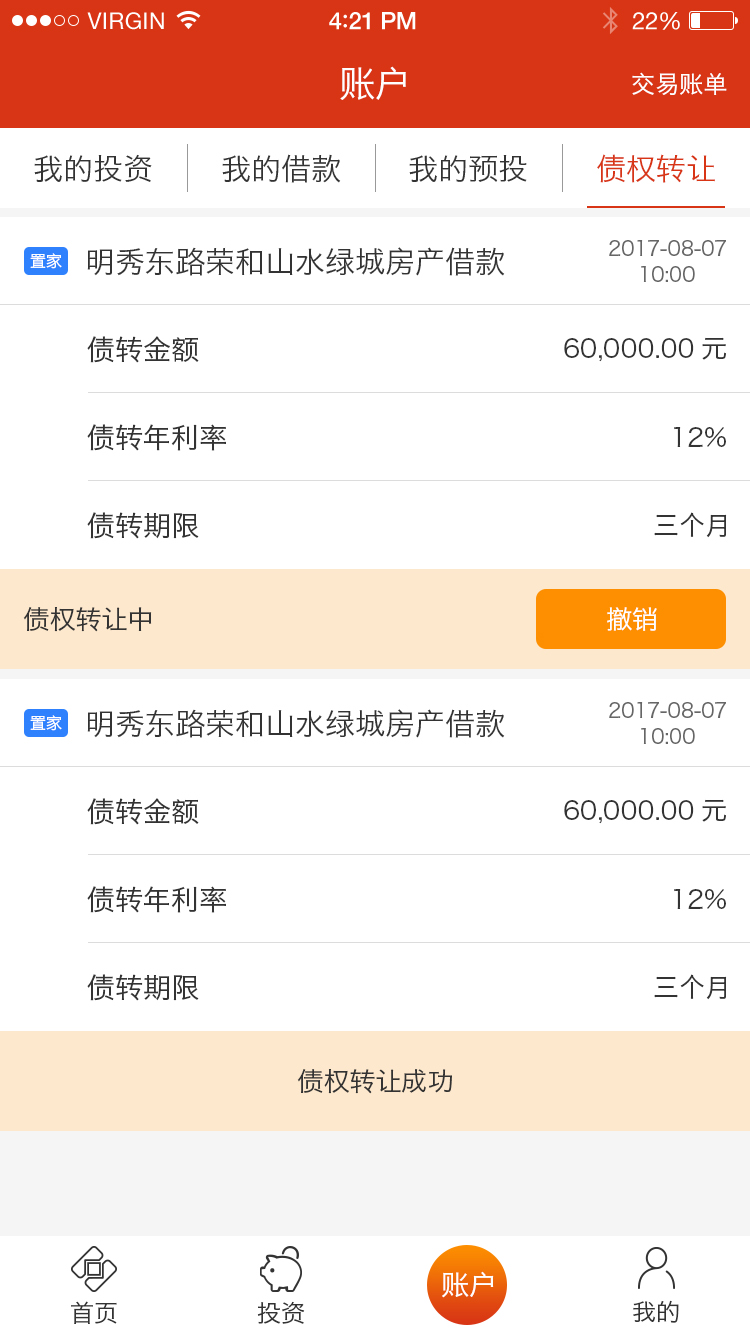 VIRGIN 4:21 PM 22%
账户 交易账单
我的投资 我的借款 我的预投 债权转让
置家 明秀东路荣和山水绿城房产借款 2017-08-07
10:00
债转金额 60,000.00 元
债转年利率 12%
债转期限 三个月
债权转让中 撤销
置家 明秀东路荣和山水绿城房产借款 2017-08-07
10:00
债转金额 60,000.00 元
债转年利率 12%
债转期限 三个月
债权转让成功
首页 投资 账户 我的